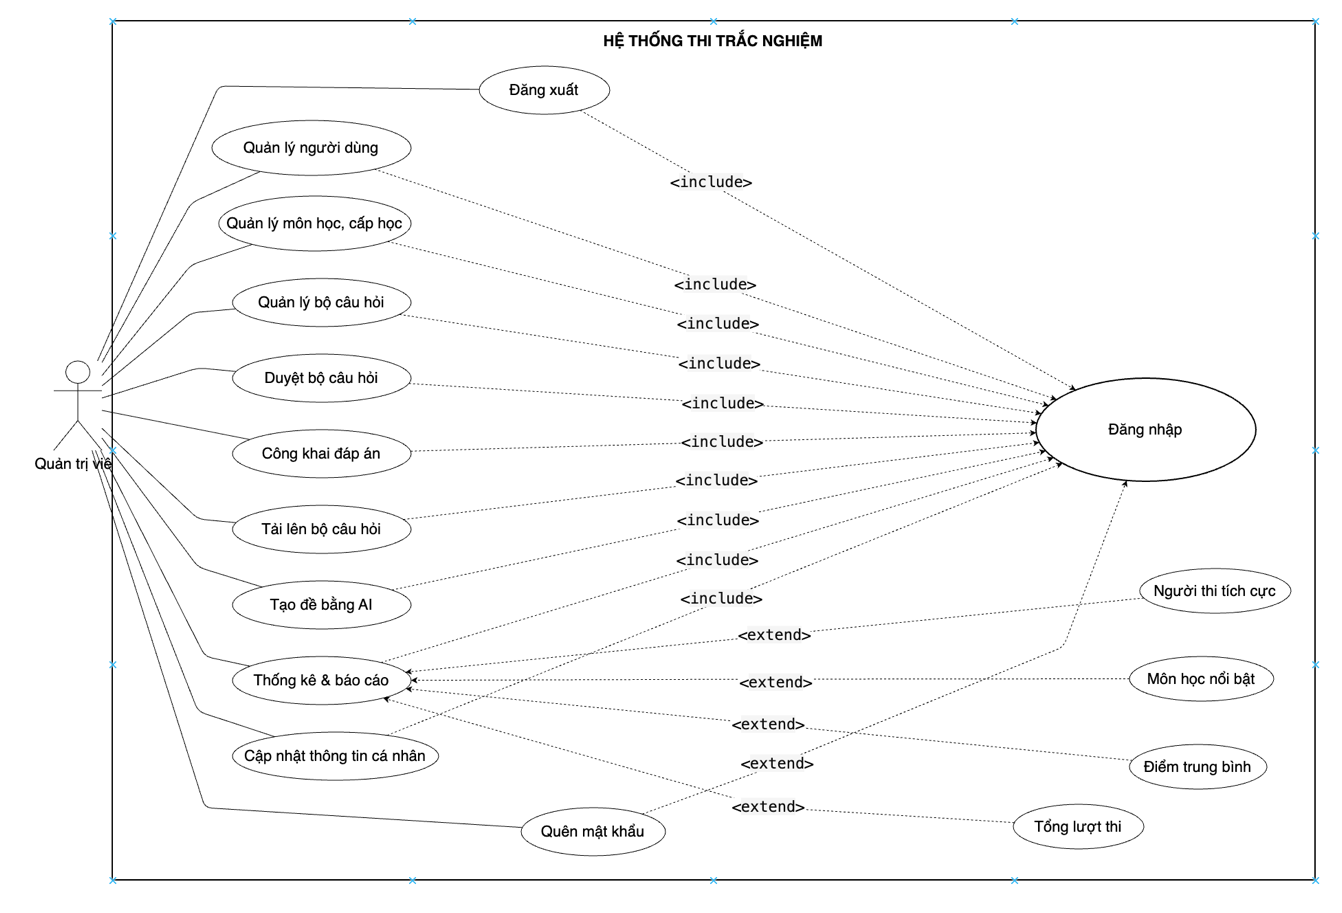 HỆ THỐNG THI TRẮC NGHIỆM
Đăng xuất
Quản lý người dùng
<include>
Quản lý môn học, cấp học
<include>
Quản lý bộ câu hỏi
<include>
<include>
Duyệt bộ câu hỏi
<include>
Đăng nhập
Công khai đáp án
<include>
Quản trị viê
<include>
Tải lên bộ câu hỏi
<include>
<include>
Người thi tích cực
Tạo đề bằng AI
<include>
<extend>
Thống kê & báo cáo
<extend>
Môn học nổi bật
<extend>
Cập nhật thông tin cá nhân
<extend>
Điểm trung bình
<extend>
Quên mật khẩu
Tổng lượt thi